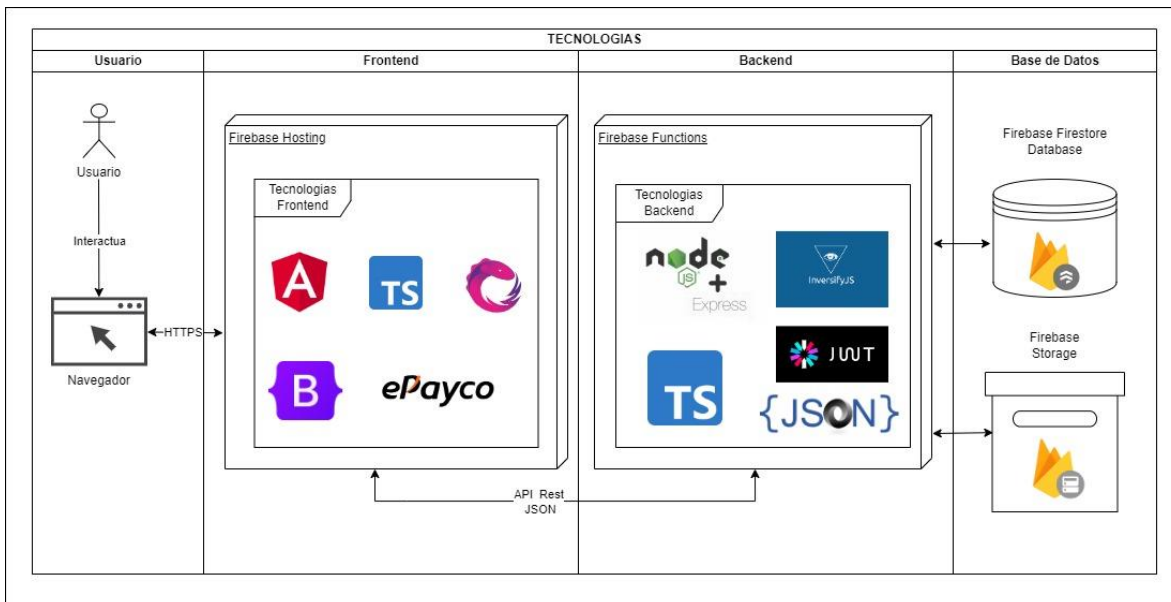 TECNOLOGIAS
Usuario
Frontend
Backend
Base de Datos
Usuario
Interactua
Navegador
HTTPS
Firebase Hosting
Tecnologias
Frontend
A
TS
B
ePayco
API Rest
JSON
Firebase Functions
Tecnologias
Backend
node
JS
+
Express
InversifyJS
TS
JWT
{JSON}
Firebase Firestore
Database
Firebase
Storage